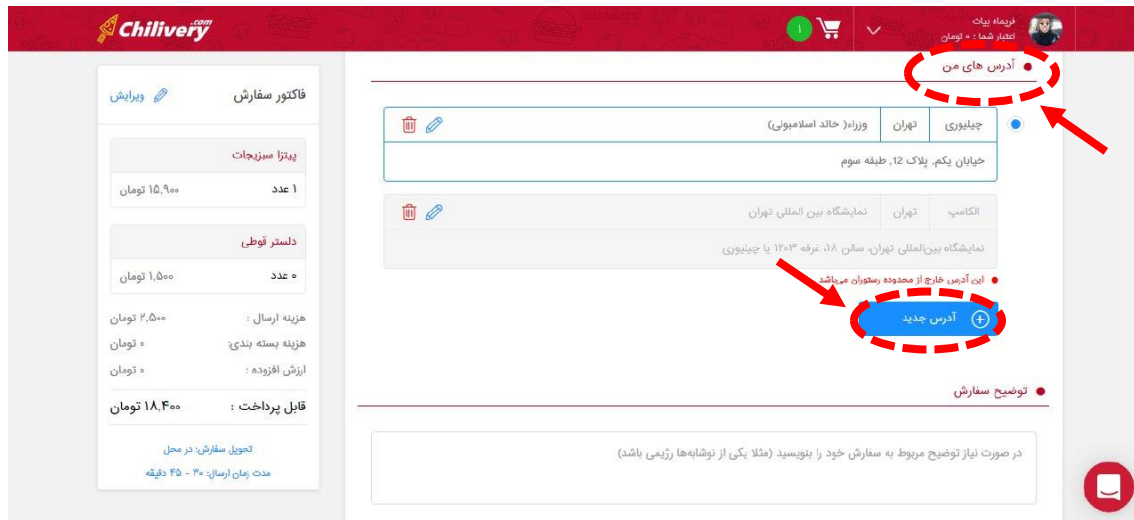 Chilivery.com
۱
فریماه بیات
اعتبار شما : ۰ تومان
آدرس های من
چیلیوری تهران وزراء( خالد اسلامبولی)
خیابان یکم, پلاک 12, طبقه سوم
الکامپ تهران نمایشگاه بین المللی تهران
نمایشگاه بین‌المللی تهران، سالن ۱۸، غرفه ۱۲۰۳ یا چیلیوری
این آدرس خارج از محدوده رستوران می‌باشد
آدرس جدید
توضیح سفارش
در صورت نیاز توضیح مربوط به سفارش خود را بنویسید (مثلا یکی از نوشابه‌ها رژیمی باشد)
فاکتور سفارش ویرایش
پیتزا سبزیجات
۱ عدد ۱۵,۹۰۰ تومان
دلستر قوطی
۰ عدد ۱,۵۰۰ تومان
هزینه ارسال : ۲,۵۰۰ تومان
هزینه بسته بندی: ۰ تومان
ارزش افزوده : ۰ تومان
قابل پرداخت : ۱۸,۴۰۰ تومان
تحویل سفارش: در محل
مدت زمان ارسال: ۳۰ - ۴۵ دقیقه